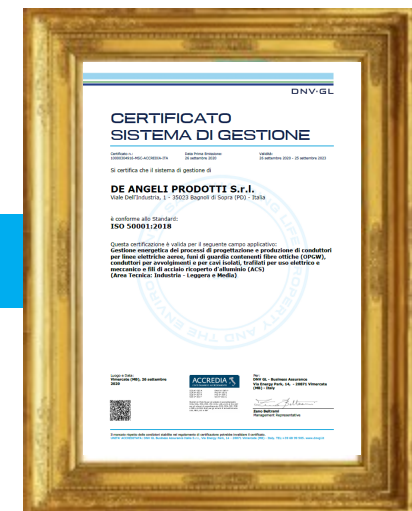 DNV·GL
CERTIFICATO
SISTEMA DI GESTIONE
Certificato n.: Data Prima Emissione: Validità:
10000304916-MSC-ACCREDIA-ITA 26 settembre 2020 26 settembre 2020 - 25 settembre 2023
Si certifica che il sistema di gestione di
DE ANGELI PRODOTTI S.r.l.
Viale Dell'Industria, 1 - 35023 Bagnoli di Sopra (PD) - Italia
è conforme allo Standard:
ISO 50001:2018
Questa certificazione è valida per il seguente campo applicativo:
Gestione energetica dei processi di progettazione e produzione di conduttori
per linee elettriche aeree, funi di guardia contenenti fibre ottiche (OPGW),
conduttori per avvolgimenti e per cavi isolati, trafilati per uso elettrico e
meccanico e fili di acciaio ricoperto d'alluminio (ACS)
(Area Tecnica: Industria - Leggera e Media)
Luogo e Data: Per:
Vimercate (MB), 26 settembre DNV GL - Business Assurance
2020 Via Energy Park, 14, - 20871 Vimercate
(MB) - Italy
ACCREDIA
Zeno Beltrami
Management Representative